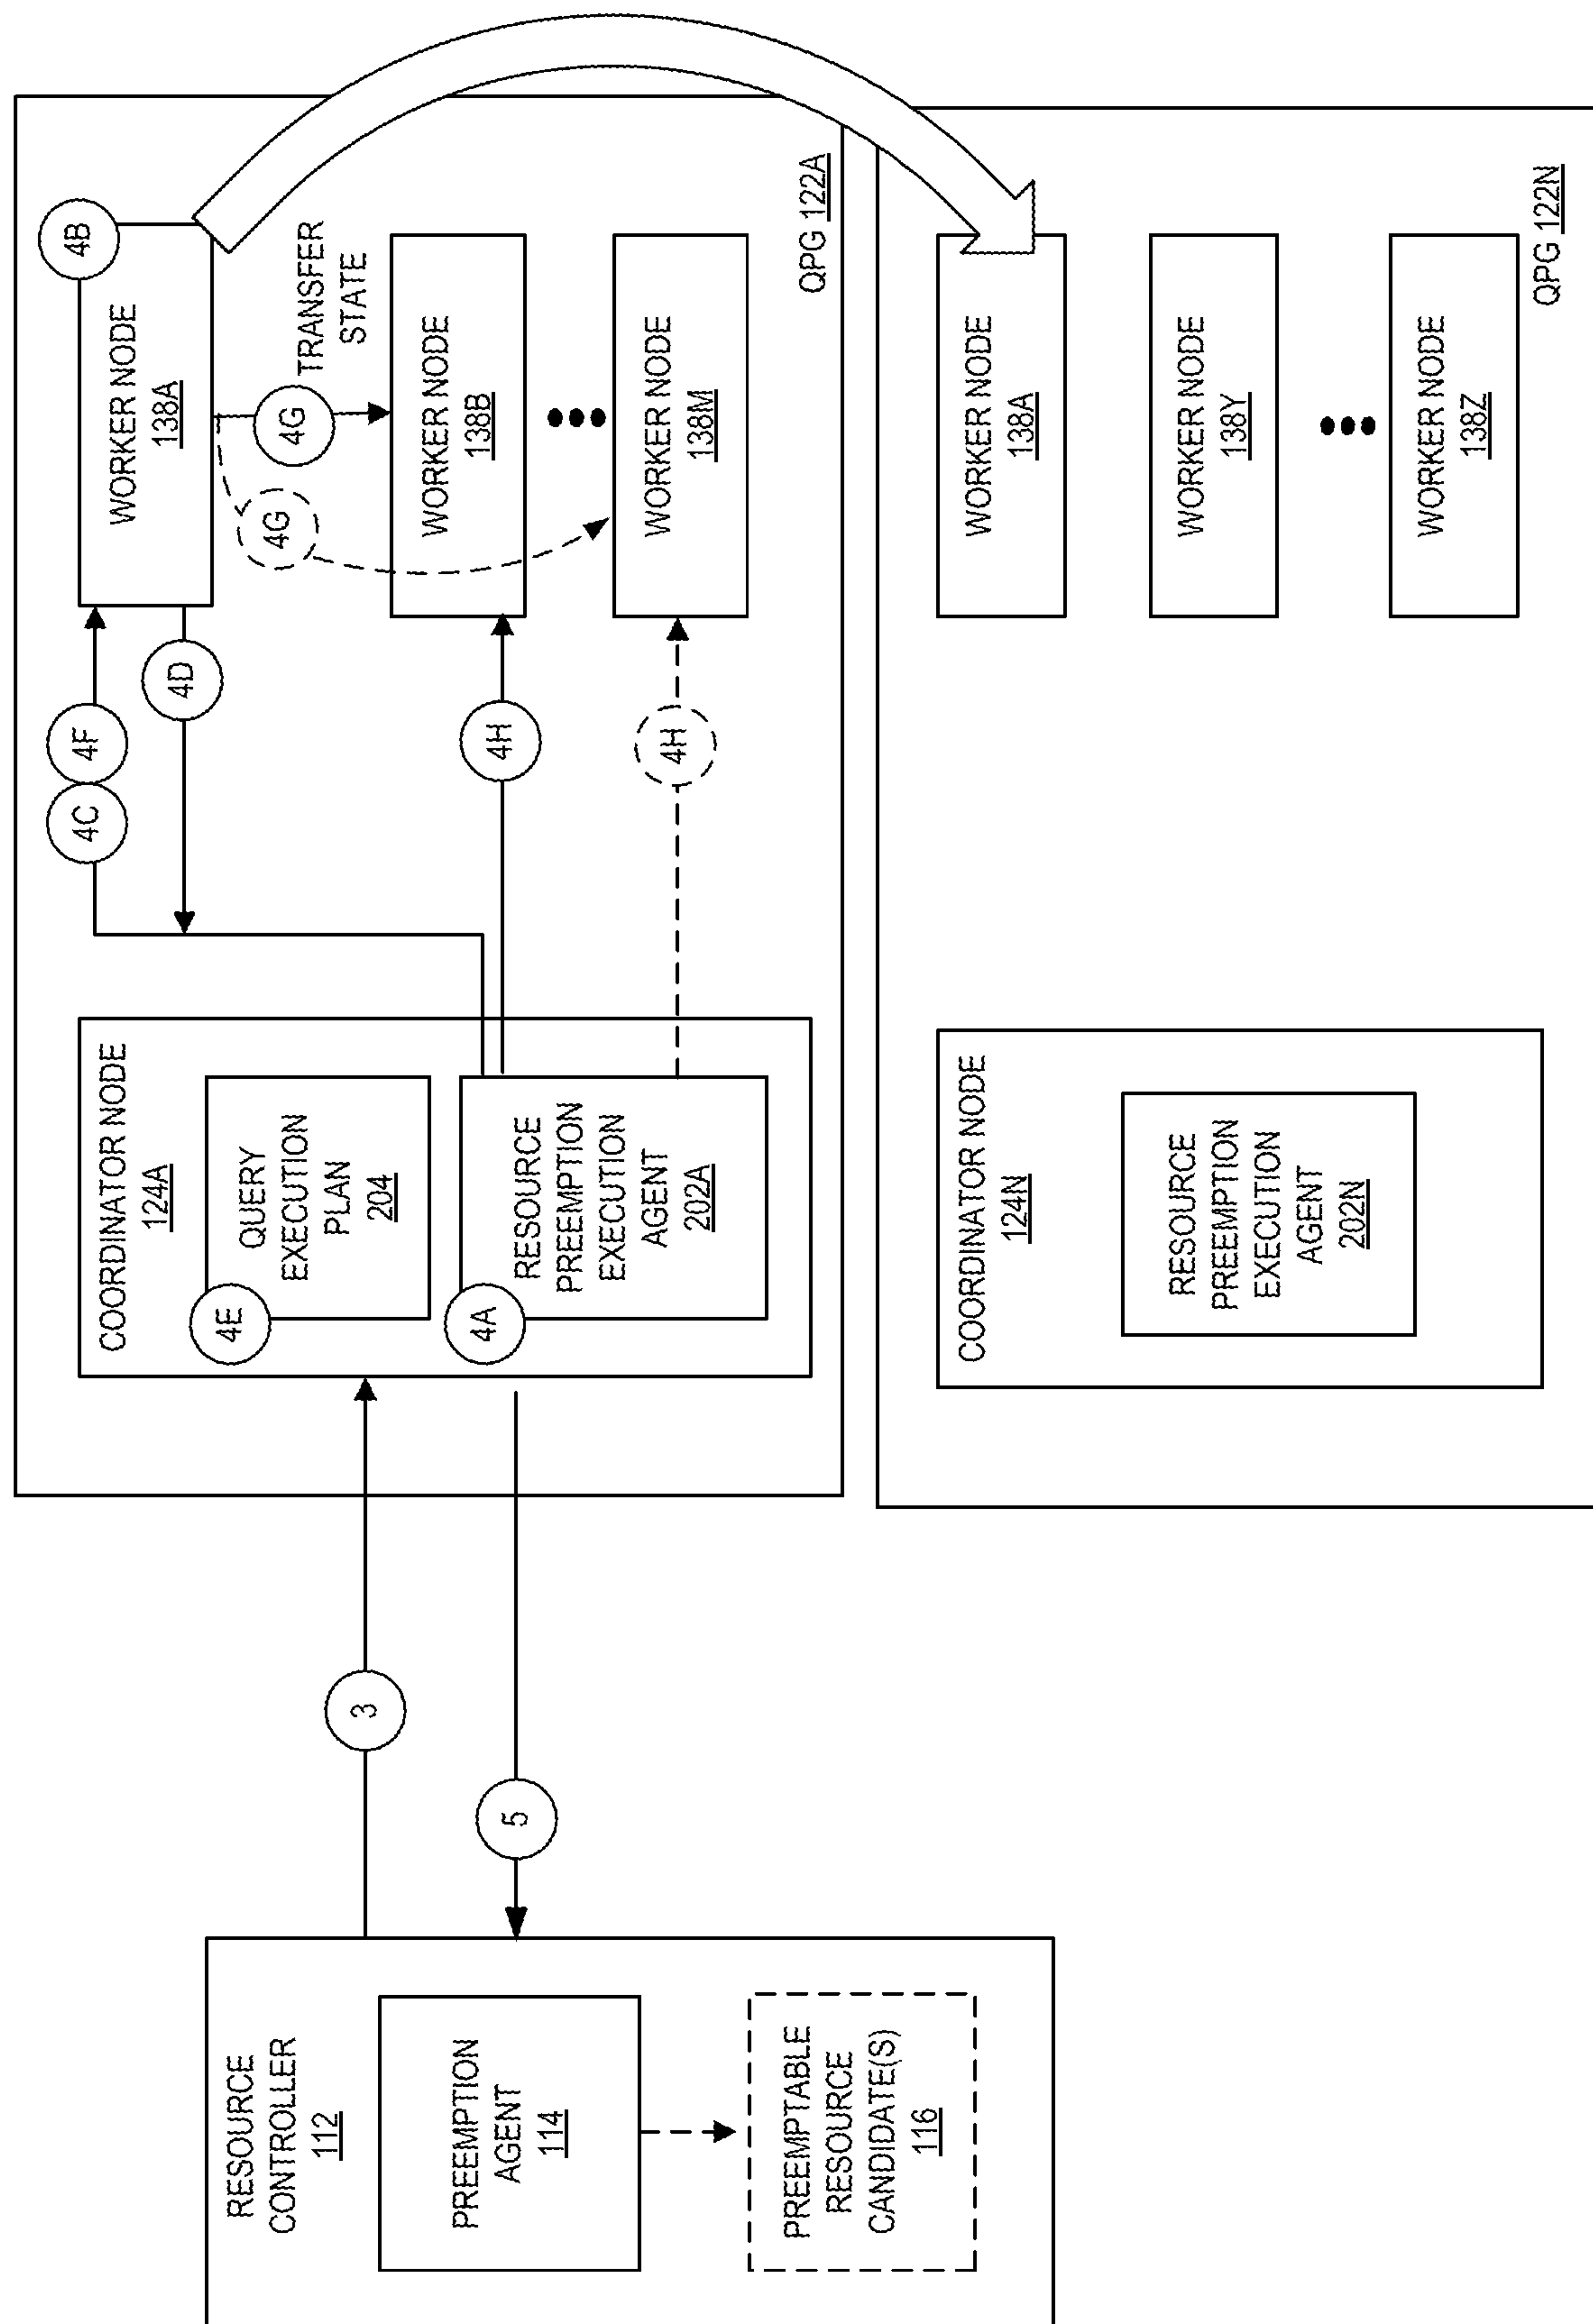 RESOURCE
CONTROLLER
112
PREEMPTION
AGENT
114
PREEMPTABLE
RESOURCE
CANDIDATE(S)
116
3
5
COORDINATOR NODE
124A
4E
QUERY
EXECUTION
PLAN
204
4A
RESOURCE
PREEMPTION
EXECUTION
AGENT
202A
4C
4F
4D
4H
4H
WORKER NODE
138A
4B
4G
4G
TRANSFER
STATE
WORKER NODE
138B
WORKER NODE
138M
QPG 122A
COORDINATOR NODE
124N
RESOURCE
PREEMPTION
EXECUTION
AGENT
202N
WORKER NODE
138A
WORKER NODE
138Y
WORKER NODE
138Z
QPG 122N